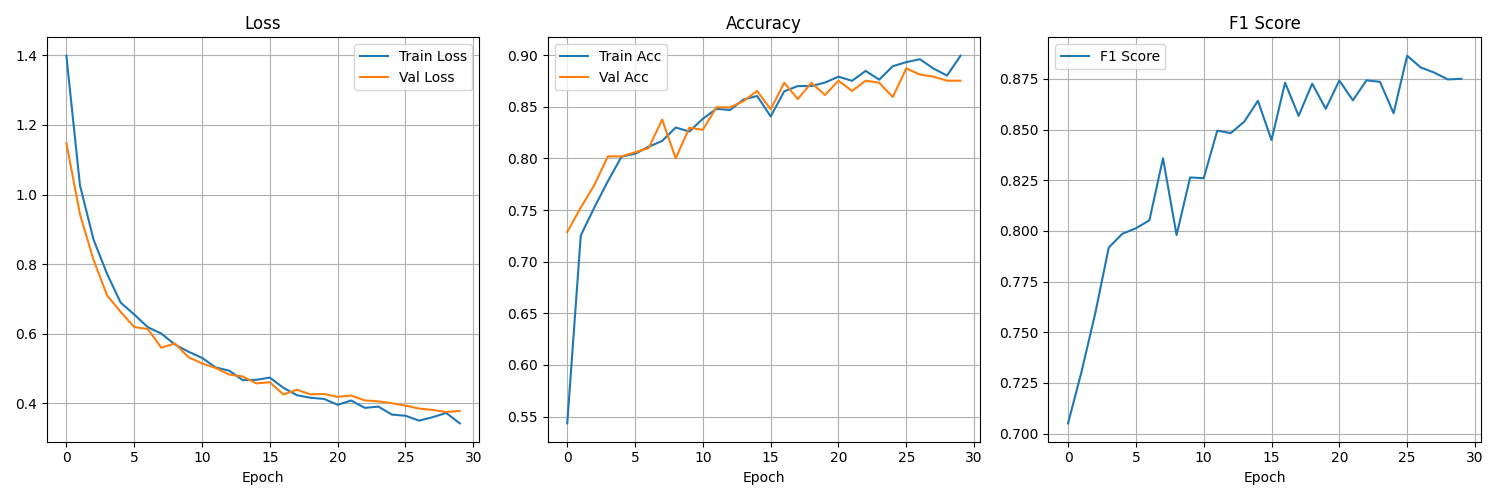 Loss
1.4
1.2
1.0
0.8
0.6
0.4
0 5 10 15 20 25 30
Epoch
Train Loss
Val Loss
Accuracy
0.90
0.85
0.80
0.75
0.70
0.65
0.60
0.55
0 5 10 15 20 25 30
Epoch
Train Acc
Val Acc
F1 Score
0.875
0.850
0.825
0.800
0.775
0.750
0.725
0.700
0 5 10 15 20 25 30
Epoch
F1 Score